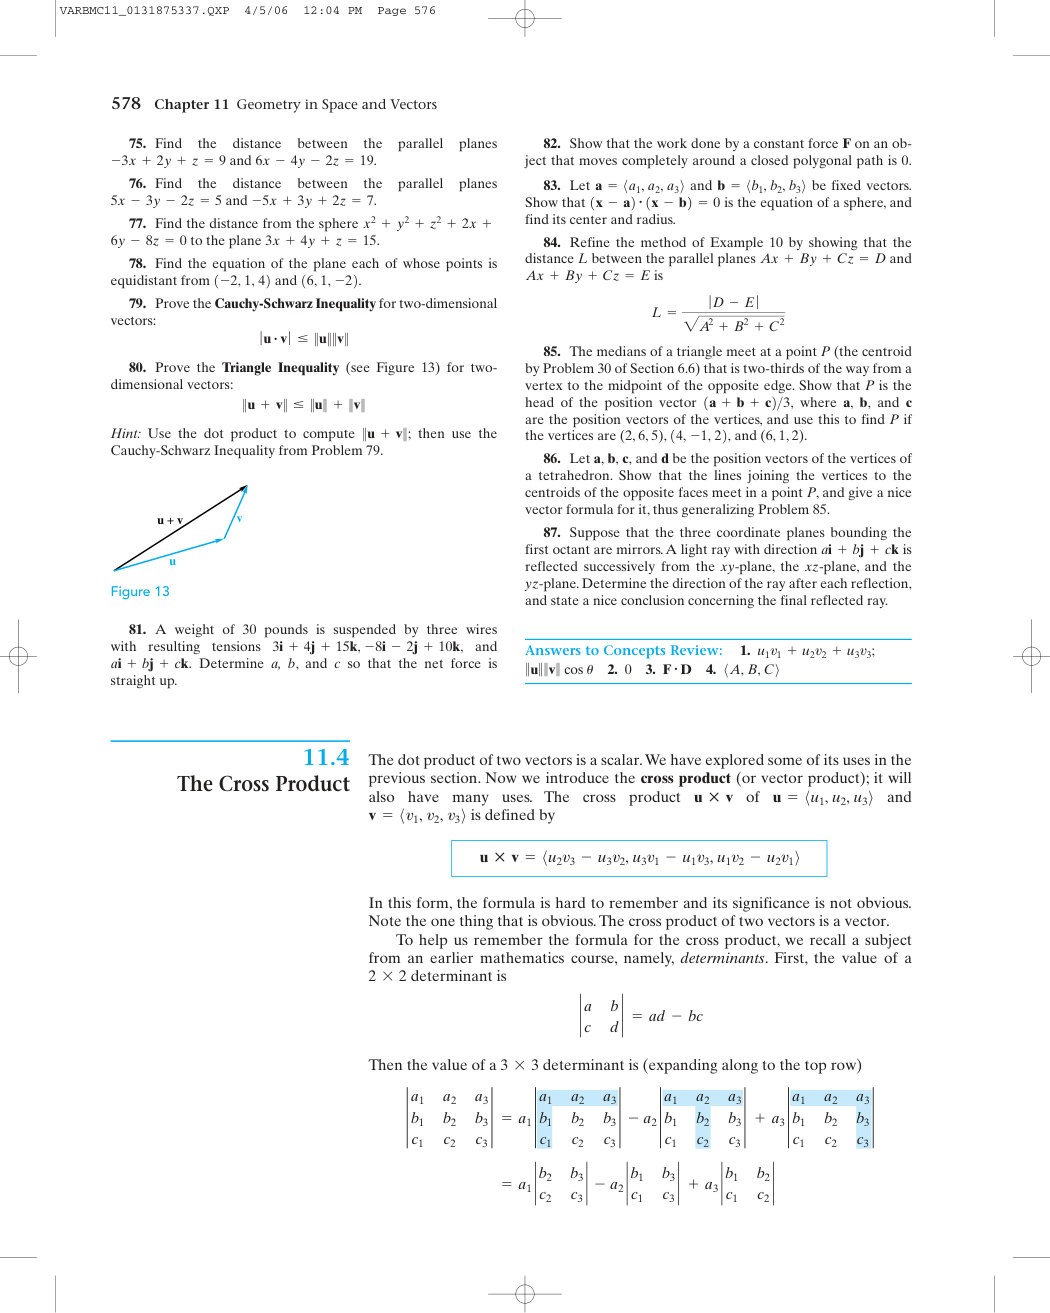 VARBMC11_0131875337.QXP 4/5/06 12:04 PM Page 576
578 Chapter 11 Geometry in Space and Vectors
75. Find the distance between the parallel planes
−3x + 2y + z = 9 and 6x − 4y − 2z = 19.
76. Find the distance between the parallel planes
5x − 3y − 2z = 5 and −5x + 3y + 2z = 7.
77. Find the distance from the sphere x² + y² + z² + 2x +
6y − 8z = 0 to the plane 3x + 4y + z = 15.
78. Find the equation of the plane each of whose points is
equidistant from (−2, 1, 4) and (6, 1, −2).
79. Prove the Cauchy-Schwarz Inequality for two-dimensional
vectors:
|u · v| ≤ ‖u‖‖v‖
80. Prove the Triangle Inequality (see Figure 13) for two-
dimensional vectors:
‖u + v‖ ≤ ‖u‖ + ‖v‖
Hint: Use the dot product to compute ‖u + v‖; then use the
Cauchy-Schwarz Inequality from Problem 79.
u + v
v
u
Figure 13
81. A weight of 30 pounds is suspended by three wires
with resulting tensions 3i + 4j + 15k, −8i − 2j + 10k, and
ai + bj + ck. Determine a, b, and c so that the net force is
straight up.
82. Show that the work done by a constant force F on an ob-
ject that moves completely around a closed polygonal path is 0.
83. Let a = ⟨a₁, a₂, a₃⟩ and b = ⟨b₁, b₂, b₃⟩ be fixed vectors.
Show that (x − a) · (x − b) = 0 is the equation of a sphere, and
find its center and radius.
84. Refine the method of Example 10 by showing that the
distance L between the parallel planes Ax + By + Cz = D and
Ax + By + Cz = E is
L = |D − E| / √(A² + B² + C²)
85. The medians of a triangle meet at a point P (the centroid
by Problem 30 of Section 6.6) that is two-thirds of the way from a
vertex to the midpoint of the opposite edge. Show that P is the
head of the position vector (a + b + c)/3, where a, b, and c
are the position vectors of the vertices, and use this to find P if
the vertices are (2, 6, 5), (4, −1, 2), and (6, 1, 2).
86. Let a, b, c, and d be the position vectors of the vertices of
a tetrahedron. Show that the lines joining the vertices to the
centroids of the opposite faces meet in a point P, and give a nice
vector formula for it, thus generalizing Problem 85.
87. Suppose that the three coordinate planes bounding the
first octant are mirrors. A light ray with direction ai + bj + ck is
reflected successively from the xy-plane, the xz-plane, and the
yz-plane. Determine the direction of the ray after each reflection,
and state a nice conclusion concerning the final reflected ray.
Answers to Concepts Review: 1. u₁v₁ + u₂v₂ + u₃v₃;
‖u‖‖v‖ cos θ 2. 0 3. F · D 4. ⟨A, B, C⟩
11.4
The Cross Product
The dot product of two vectors is a scalar. We have explored some of its uses in the
previous section. Now we introduce the cross product (or vector product); it will
also have many uses. The cross product u × v of u = ⟨u₁, u₂, u₃⟩ and
v = ⟨v₁, v₂, v₃⟩ is defined by
u × v = ⟨u₂v₃ − u₃v₂, u₃v₁ − u₁v₃, u₁v₂ − u₂v₁⟩
In this form, the formula is hard to remember and its significance is not obvious.
Note the one thing that is obvious. The cross product of two vectors is a vector.
To help us remember the formula for the cross product, we recall a subject
from an earlier mathematics course, namely, determinants. First, the value of a
2 × 2 determinant is
|a b|
|c d| = ad − bc
Then the value of a 3 × 3 determinant is (expanding along to the top row)
|a₁ a₂ a₃| |a₁ a₂ a₃| |a₁ a₂ a₃| |a₁ a₂ a₃|
|b₁ b₂ b₃| = a₁ |b₁ b₂ b₃| − a₂ |b₁ b₂ b₃| + a₃ |b₁ b₂ b₃|
|c₁ c₂ c₃| |c₁ c₂ c₃| |c₁ c₂ c₃| |c₁ c₂ c₃|
= a₁ |b₂ b₃| − a₂ |b₁ b₃| + a₃ |b₁ b₂|
|c₂ c₃| |c₁ c₃| |c₁ c₂|